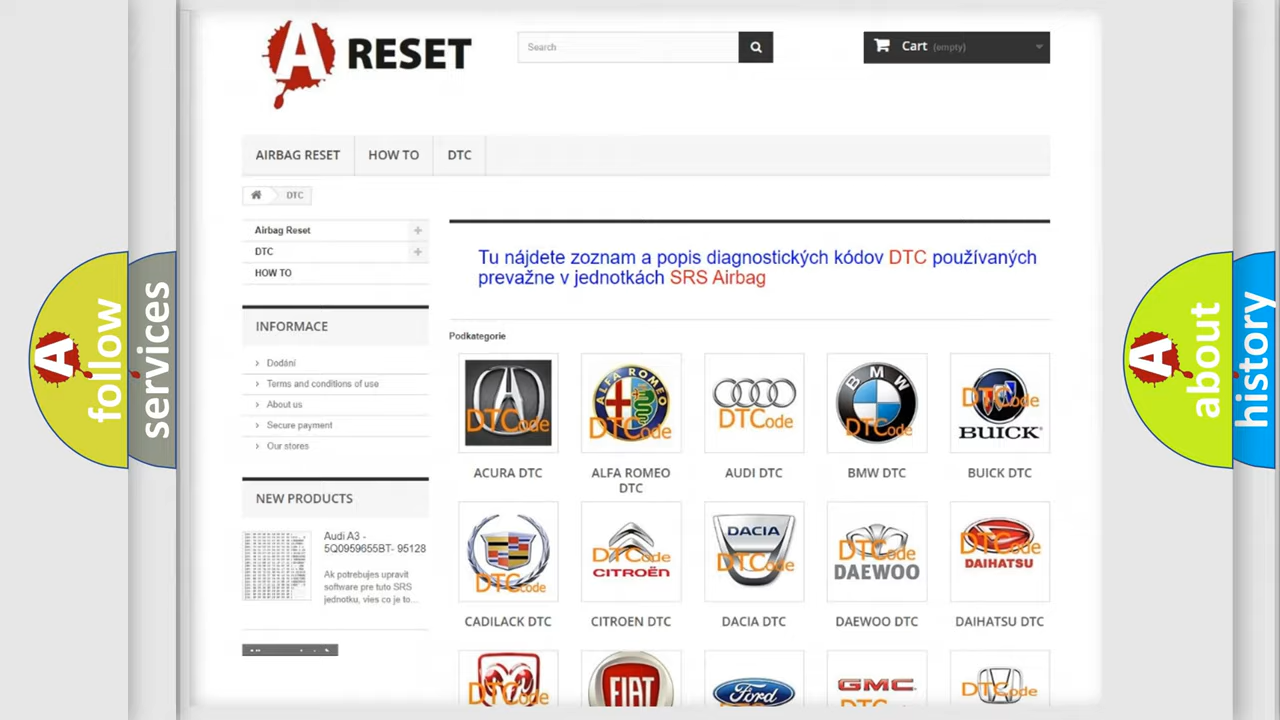 A RESET
Search
Cart (empty)
AIRBAG RESET
HOW TO
DTC
DTC
Airbag Reset
DTC
HOW TO
Tu nájdete zoznam a popis diagnostických kódov DTC používaných
prevažne v jednotkách SRS Airbag
INFORMACE
Dodání
Terms and conditions of use
About us
Secure payment
Our stores
NEW PRODUCTS
Audi A3 -
5Q0959655BT- 95128
Ak potrebujes upravit
software pre tuto SRS
jednotku, vies co je to...
Podkategorie
DTCode
ALFA ROMEO
DTCode
DTCode
BMW
DTCode
DTCode
BUICK
ACURA DTC
ALFA ROMEO
DTC
AUDI DTC
BMW DTC
BUICK DTC
DTCode
DTCode
CITROËN
DACIA
DTCode
DTCode
DAEWOO
DTCode
DAIHATSU
CADILACK DTC
CITROEN DTC
DACIA DTC
DAEWOO DTC
DAIHATSU DTC
DTCode
FIAT
Ford
GMC
DTCode
A follow
services
A about
history